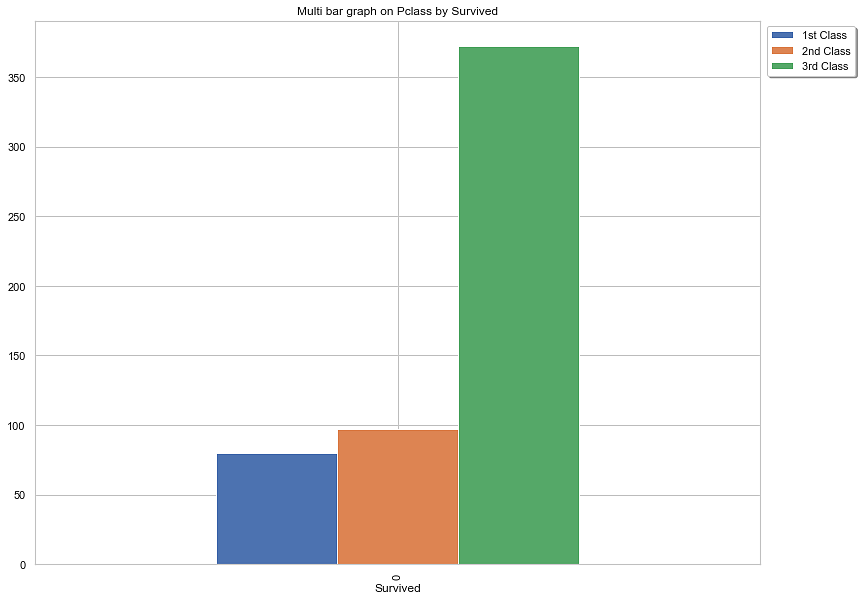 Multi bar graph on Pclass by Survived
1st Class
2nd Class
3rd Class
350
300
250
200
150
100
50
0
0
Survived